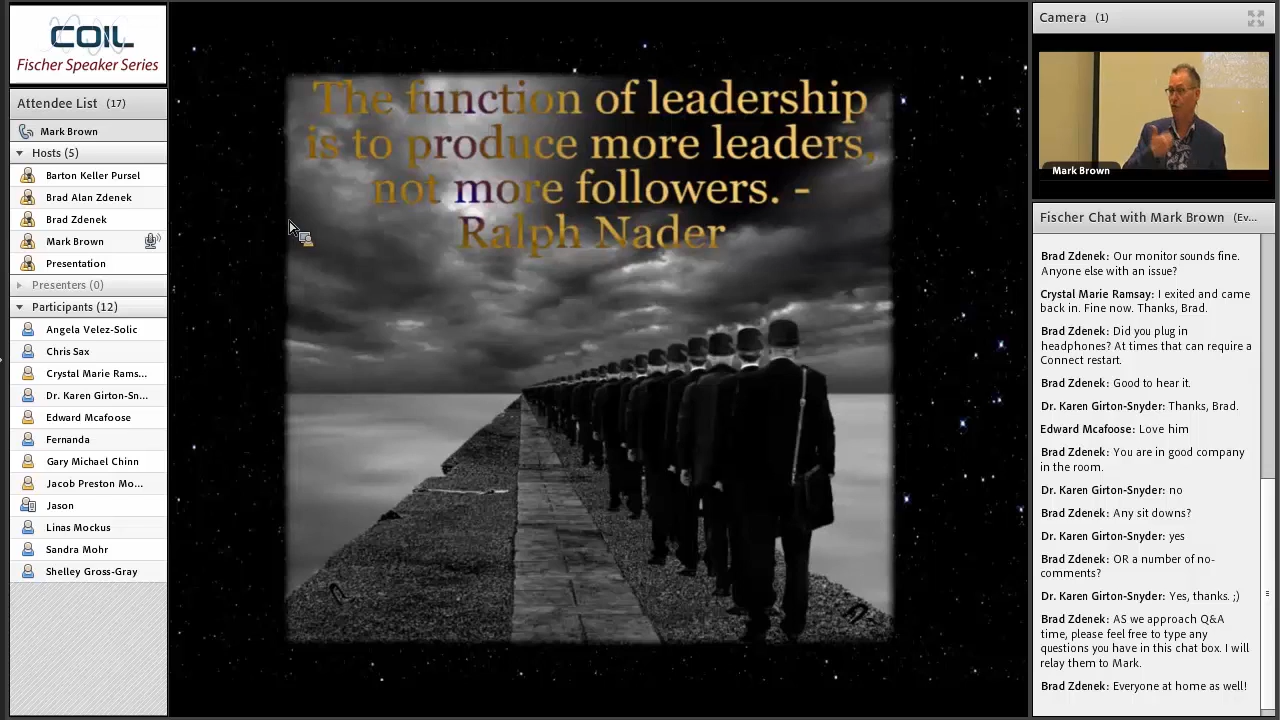 COIL
Fischer Speaker Series
Attendee List (17)
Mark Brown
Hosts (5)
Barton Keller Pursel
Brad Alan Zdenek
Brad Zdenek
Mark Brown
Presentation
Presenters (0)
Participants (12)
Angela Velez-Solic
Chris Sax
Crystal Marie Rams...
Dr. Karen Girton-Sn...
Edward Mcafoose
Fernanda
Gary Michael Chinn
Jacob Preston Mo...
Jason
Linas Mockus
Sandra Mohr
Shelley Gross-Gray
The function of leadership
is to produce more leaders,
not more followers. -
Ralph Nader
Camera (1)
Mark Brown
Fischer Chat with Mark Brown (Ev...
Brad Zdenek: Our monitor sounds fine.
Anyone else with an issue?
Crystal Marie Ramsay: I exited and came
back in. Fine now. Thanks, Brad.
Brad Zdenek: Did you plug in
headphones? At times that can require a
Connect restart.
Brad Zdenek: Good to hear it.
Dr. Karen Girton-Snyder: Thanks, Brad.
Edward Mcafoose: Love him
Brad Zdenek: You are in good company
in the room.
Dr. Karen Girton-Snyder: no
Brad Zdenek: Any sit downs?
Dr. Karen Girton-Snyder: yes
Brad Zdenek: OR a number of no-
comments?
Dr. Karen Girton-Snyder: Yes, thanks. ;)
Brad Zdenek: AS we approach Q&A
time, please feel free to type any
questions you have in this chat box. I will
relay them to Mark.
Brad Zdenek: Everyone at home as well!